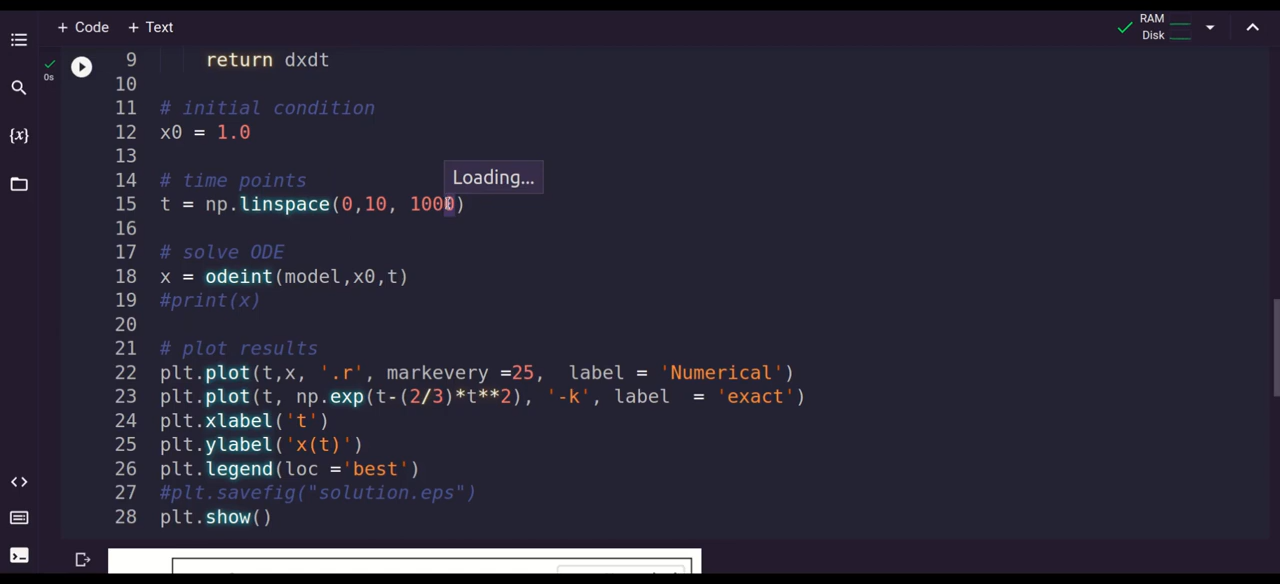 + Code + Text
RAM
Disk
0s
{x}
9 return dxdt
10
11 # initial condition
12 x0 = 1.0
13
14 # time points
Loading...
15 t = np.linspace(0,10, 1000)
16
17 # solve ODE
18 x = odeint(model,x0,t)
19 #print(x)
20
21 # plot results
22 plt.plot(t,x, '.r', markevery =25,  label = 'Numerical')
23 plt.plot(t, np.exp(t-(2/3)*t**2), '-k', label  = 'exact')
24 plt.xlabel('t')
25 plt.ylabel('x(t)')
26 plt.legend(loc ='best')
27 #plt.savefig("solution.eps")
28 plt.show()